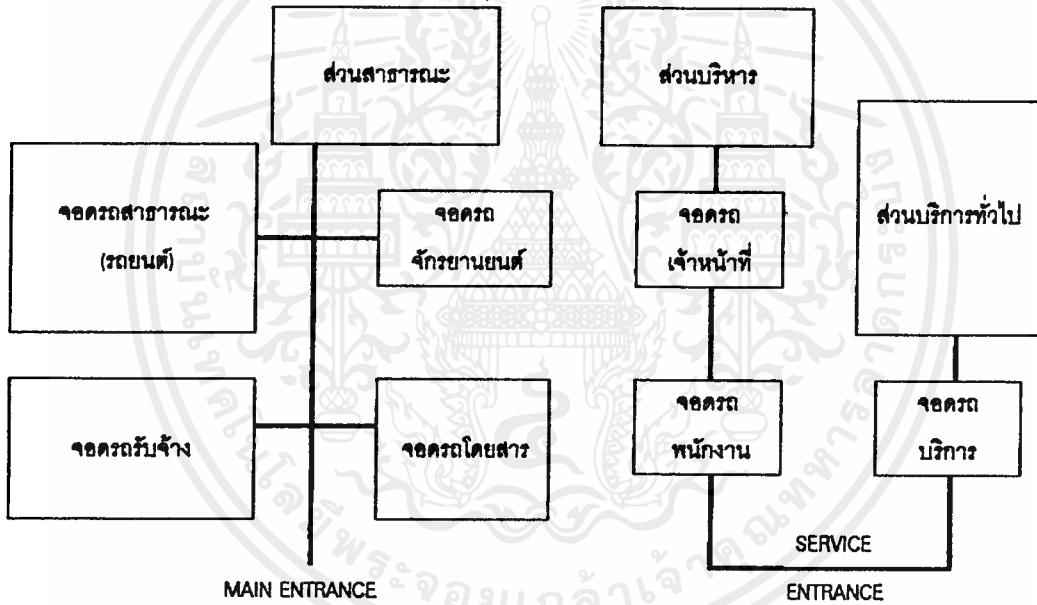 ส่วนสาธารณะ
ส่วนบริหาร
จอดรถสาธารณะ
(รถยนต์)
จอดรถ
จักรยานยนต์
จอดรถ
เจ้าหน้าที่
ส่วนบริการทั่วไป
จอดรถรับจ้าง
จอดรถโดยสาร
จอดรถ
พนักงาน
จอดรถ
บริการ
SERVICE
MAIN ENTRANCE
ENTRANCE